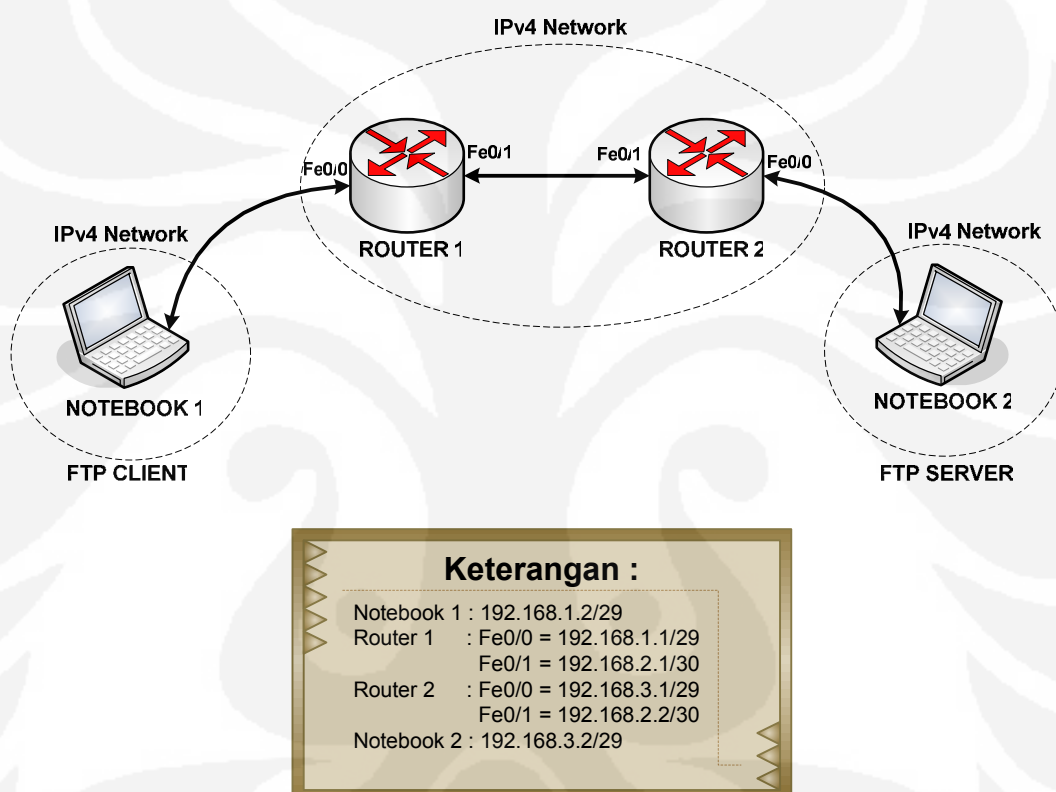 IPv4 Network
Fe0/0
Fe0/1
Fe0/1
Fe0/0
ROUTER 1
ROUTER 2
IPv4 Network
IPv4 Network
NOTEBOOK 1
NOTEBOOK 2
FTP CLIENT
FTP SERVER
Keterangan :
Notebook 1 : 192.168.1.2/29
Router 1 : Fe0/0 = 192.168.1.1/29
Fe0/1 = 192.168.2.1/30
Router 2 : Fe0/0 = 192.168.3.1/29
Fe0/1 = 192.168.2.2/30
Notebook 2 : 192.168.3.2/29